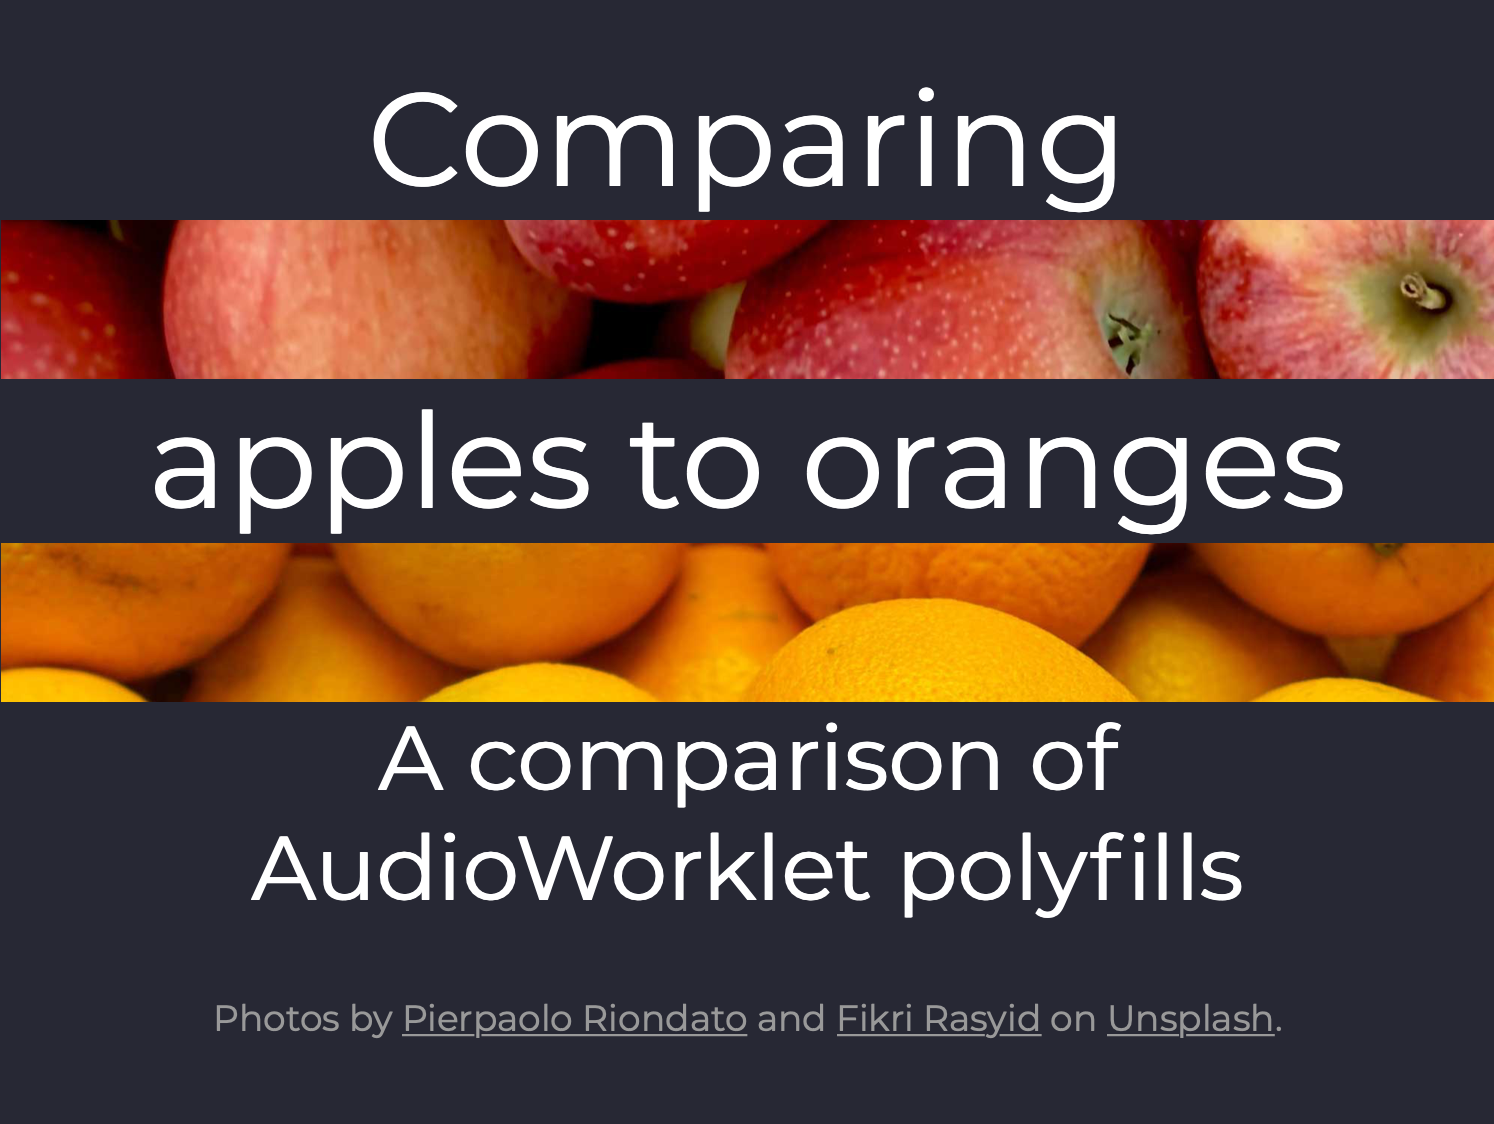 Comparing
apples to oranges
A comparison of
AudioWorklet polyfills
Photos by Pierpaolo Riondato and Fikri Rasyid on Unsplash.